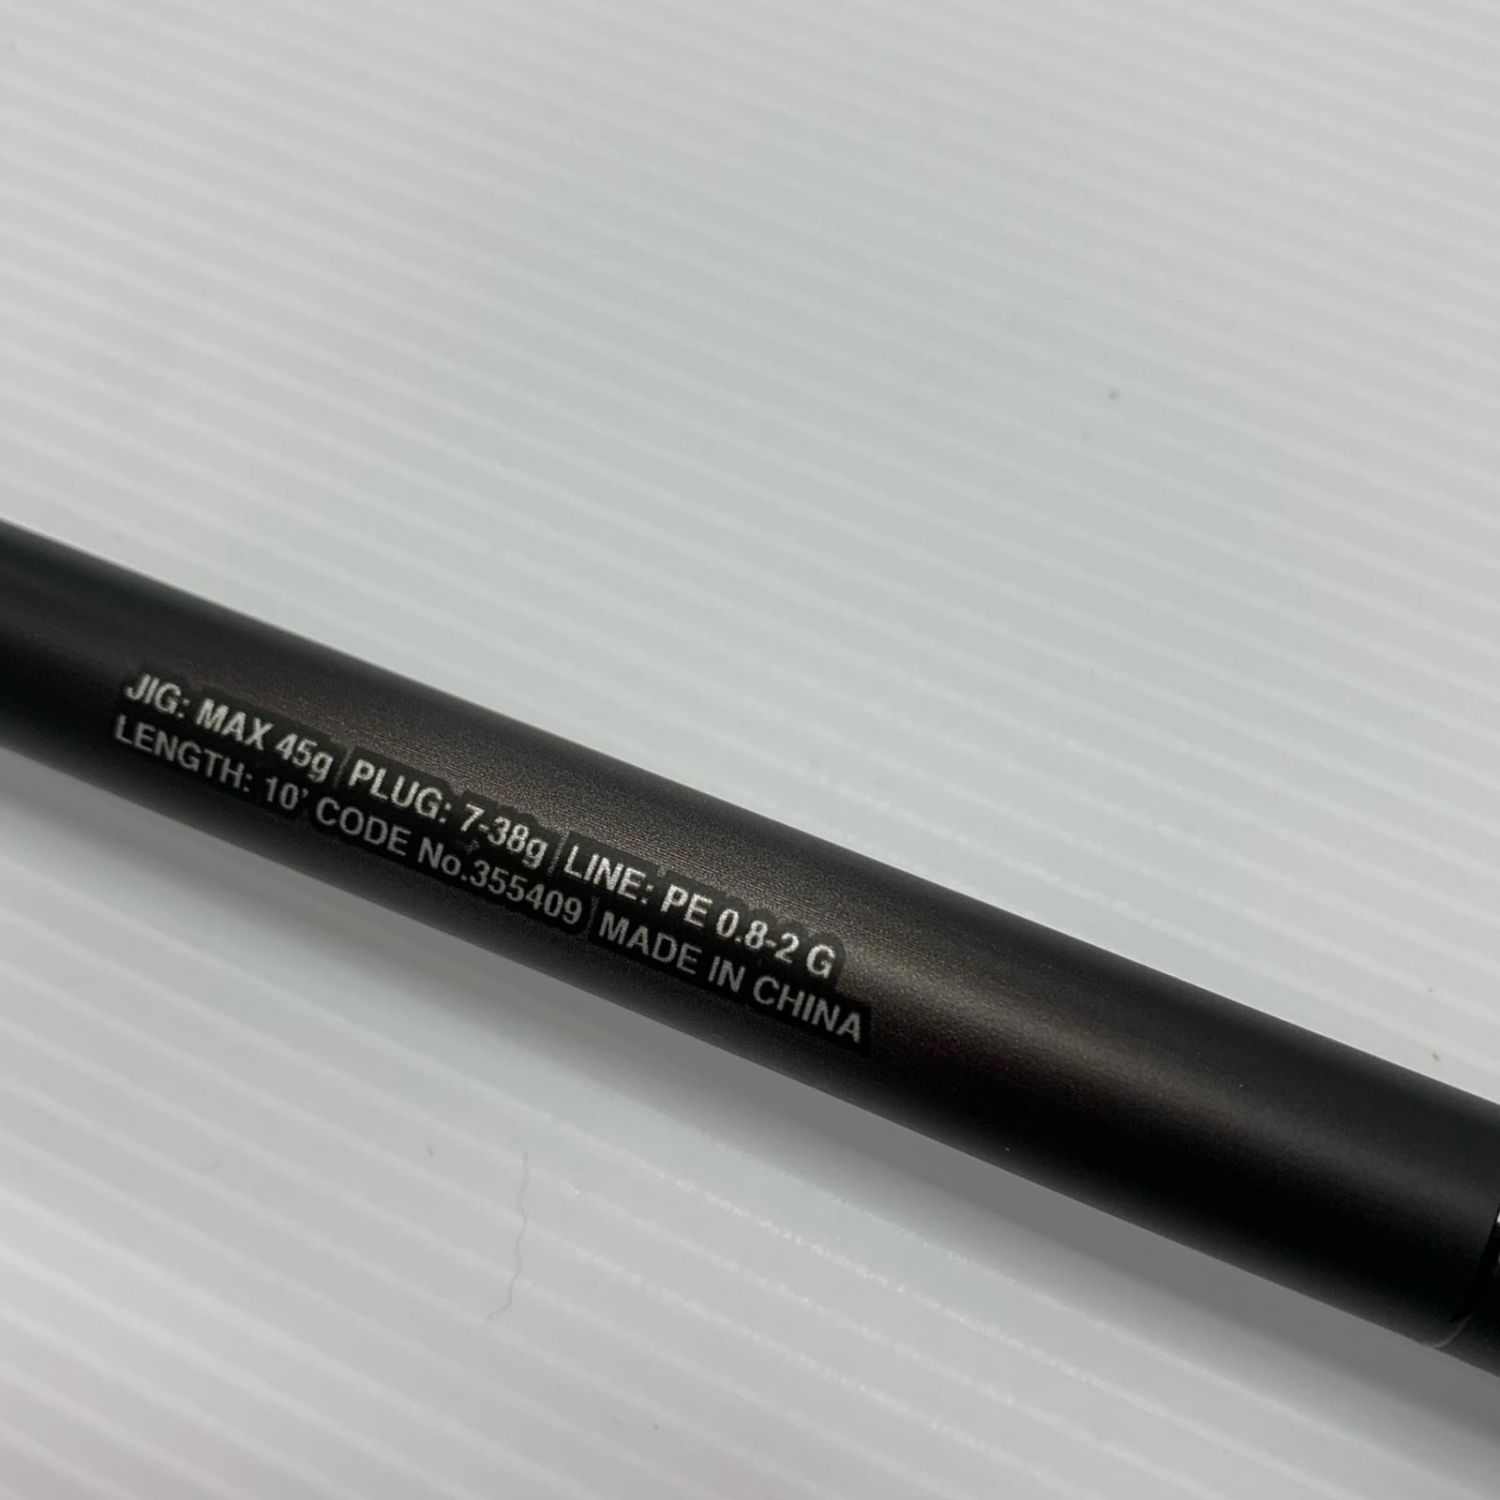 JIG: MAX 45g | PLUG: 7-38g | LINE: PE 0.8-2 G
LENGTH: 10' CODE No.355409 | MADE IN CHINA